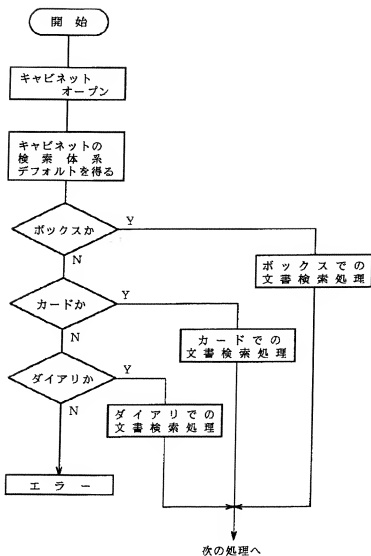 開始
キャビネット
オープン
キャビネットの
検索体系
デフォルトを得る
ボックスか
Y
N
ボックスでの
文書検索処理
カードか
Y
N
カードでの
文書検索処理
ダイアリか
Y
N
ダイアリでの
文書検索処理
エラー
次の処理へ